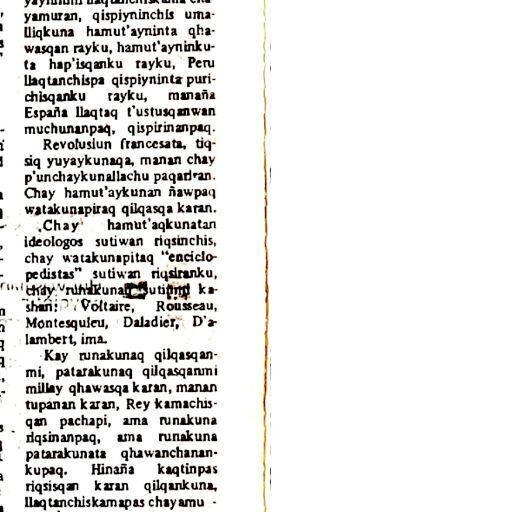 yamuran, qispiyninchis uma-
lliqkuna hamut'ayninta qha-
wasqan rayku, hamut'ayninku-
ta hap'isqanku rayku, Peru
llaqtanchispa qispiyninta puri-
chisqanku rayku, manaña
España llaqtaq t'ustusqanwan
muchunanpaq, qispirinanpaq.
Revolusiun francesata, tiq-
siq yuyaykunaqa, manan chay
p'unchaykunallachu paqariran.
Chay hamut'aykunan ñawpaq
watakunapiraq qilqasqa karan.
Chay hamut'aqkunatan
ideologos sutiwan riqsinchis,
chay watakunapitaq "enciclo-
pedistas" sutiwan riqsiranku,
chay runakunaq sutinmi ka-
shan: Voltaire, Rousseau,
Montesquieu, Daladier, D'a-
lambert, ima.
Kay runakunaq qilqasqan-
mi, patarakunaq qilqasqanmi
millay qhawasqa karan, manan
tupanan karan, Rey kamachis-
qan pachapi, ama runakuna
riqsinanpaq, ama runakuna
patarakunata qhawanchanan-
kupaq. Hinaña kaqtinpas
riqsisqan karan qilqankuna,
llaqtanchiskamapas chayamu -